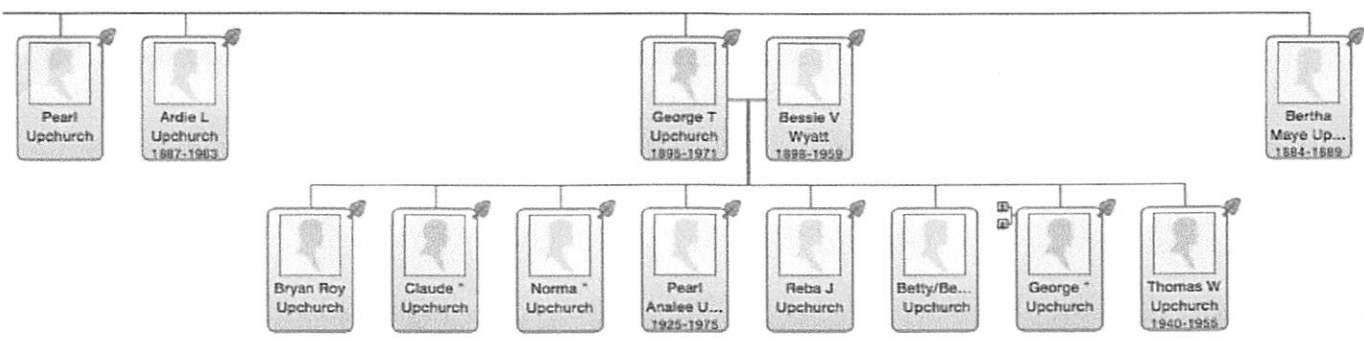 Pearl
Upchurch
Ardie L
Upchurch
1887-1963
George T
Upchurch
1895-1971
Bessie V
Wyatt
1898-1959
Bertha
Maye Up...
1884-1889
Bryan Roy
Upchurch
Claude "
Upchurch
Norma "
Upchurch
Pearl
Analee U...
1925-1975
Reba J
Upchurch
Betty/Be...
Upchurch
George "
Upchurch
Thomas W
Upchurch
1940-1955